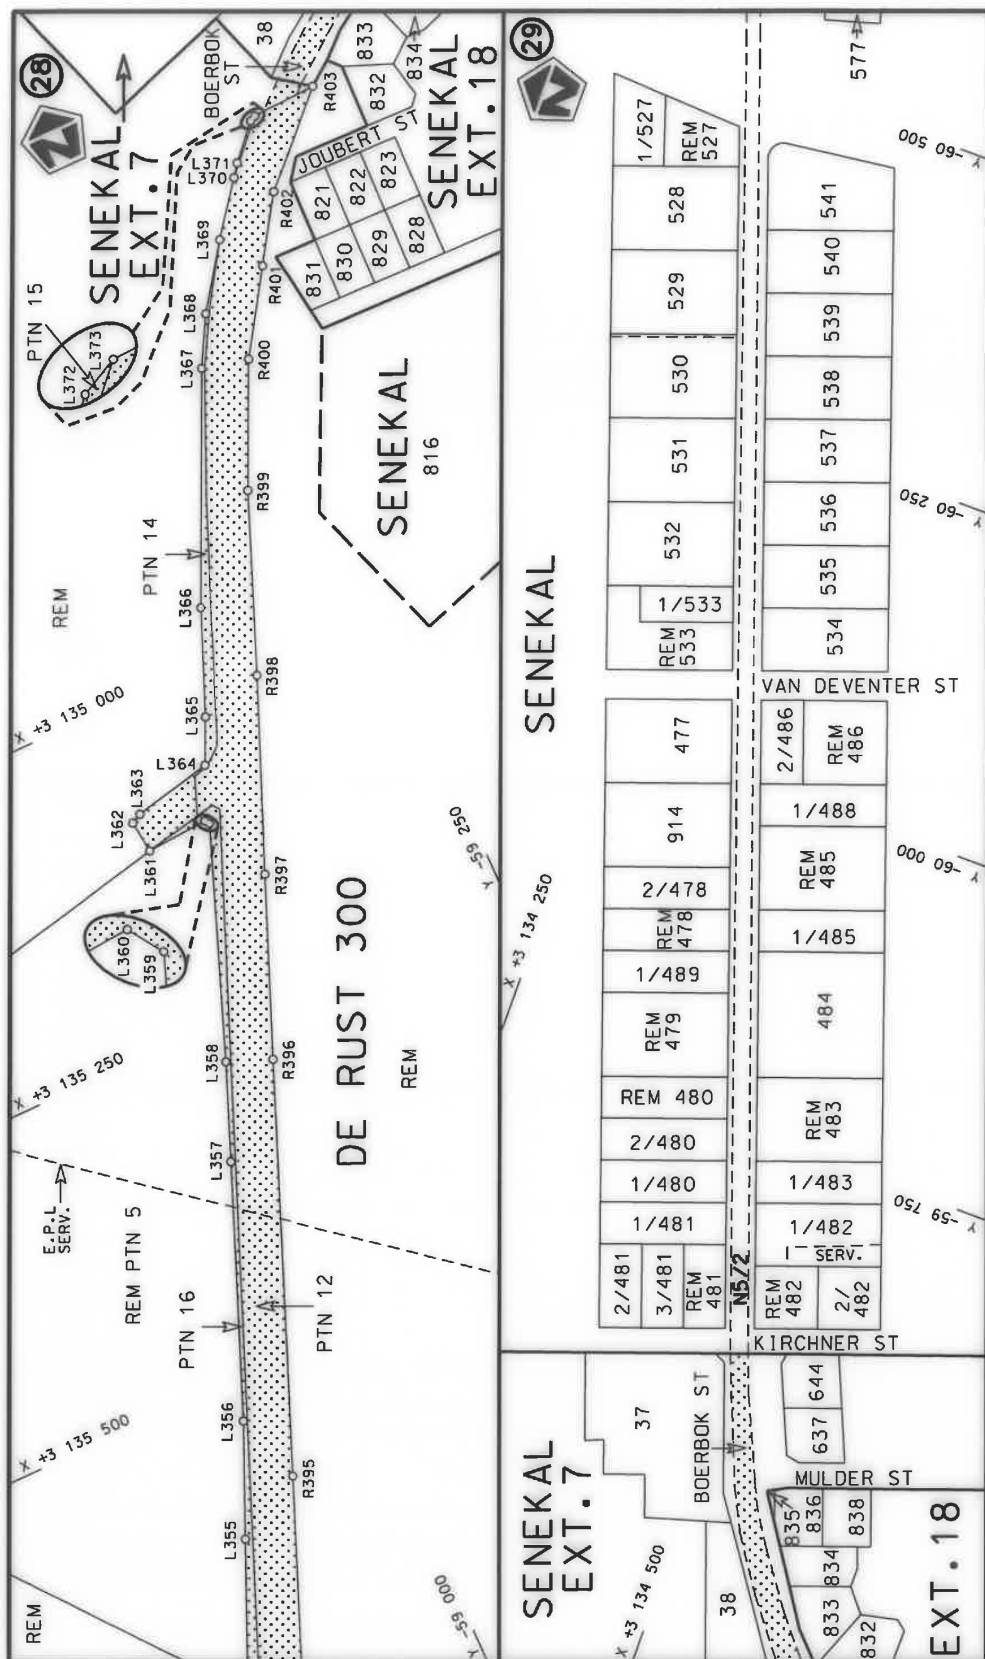 28
SENEKAL
EXT.7
BOERBOK
ST
38
833
834
832
SENEKAL
EXT.18
JOUBERT ST
R403
L371
L370
L369
L368
L367
R402
R401
R400
821
822
823
831
830
829
828
PTN 15
L372
L373
SENEKAL
816
R399
PTN 14
REM
L366
R398
X +3 135 000
L365
L364
L363
L362
L361
L360
L359
R397
Y -59 250
DE RUST 300
REM
L358
R396
X +3 135 250
L357
E.P.L
SERV.
REM PTN 5
PTN 16
PTN 12
L356
X +3 135 500
R395
L355
REM
Y -59 000
29
577
1/527
REM
527
528
529
530
531
532
1/533
REM
533
Y -60 500
541
540
539
538
537
536
535
534
Y -60 250
SENEKAL
VAN DEVENTER ST
477
914
2/478
REM
478
1/489
REM
479
REM 480
2/480
1/480
1/481
2/481
3/481
REM
481
2/486
REM
486
1/488
REM
485
1/485
484
REM
483
1/483
1/482
SERV.
REM
482
2/
482
Y -60 000
X +3 134 250
Y -59 750
N5/2
KIRCHNER ST
SENEKAL
EXT.7
37
BOERBOK ST
644
637
MULDER ST
835
836
838
834
833
832
38
X +3 134 500
EXT.18